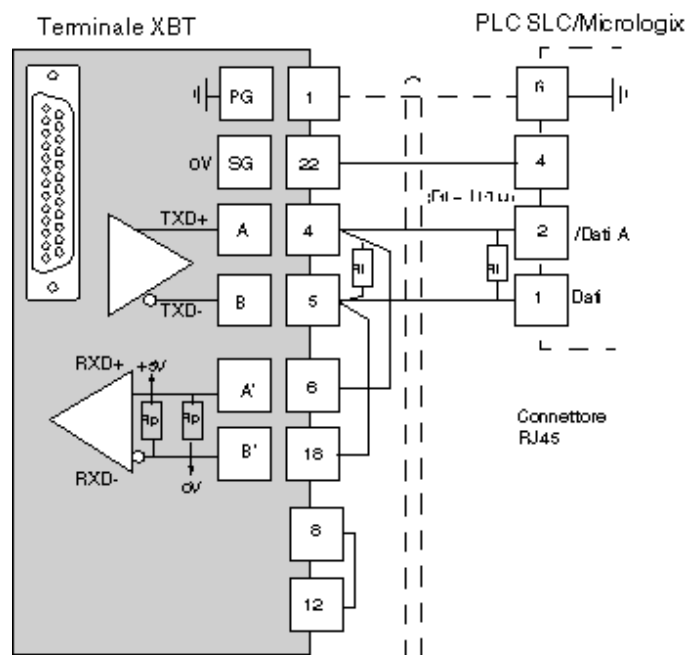 Terminale XBT
PLC SLC/Micrologix
PG
1
6
0V
SG
22
4
TXD+
A
4
2
/Dati A
Rl
Rl
TXD-
B
5
1
Dati
RXD+
+5V
A'
6
Rp
Rp
B'
18
RXD-
0V
Connettore
RJ45
8
12